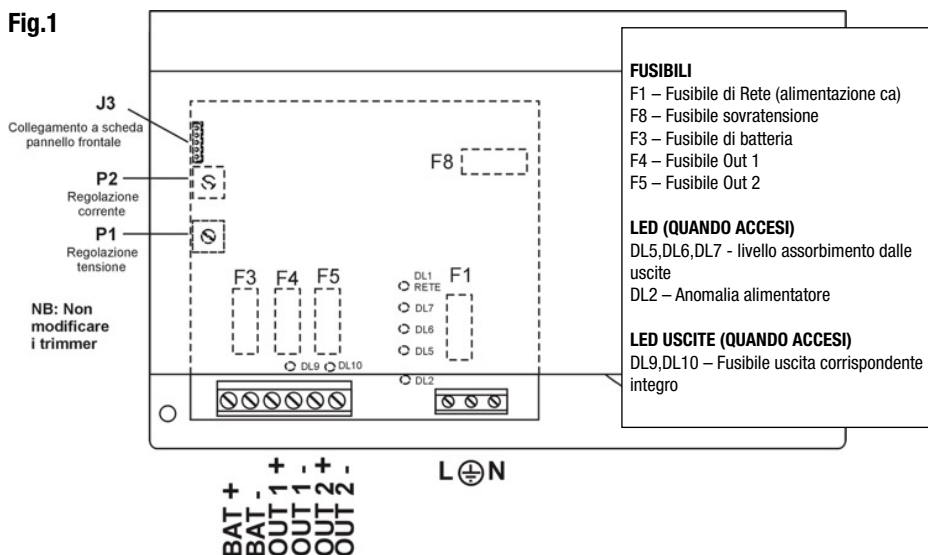 Fig.1
J3
Collegamento a scheda
pannello frontale
P2
Regolazione
corrente
P1
Regolazione
tensione
NB: Non
modificare
i trimmer
F8
F3
F4
F5
DL1
RETE
F1
DL7
DL6
DL5
DL9
DL10
DL2
BAT +
BAT -
OUT 1 +
OUT 1 -
OUT 2 +
OUT 2 -
L
N
FUSIBILI
F1 – Fusibile di Rete (alimentazione ca)
F8 – Fusibile sovratensione
F3 – Fusibile di batteria
F4 – Fusibile Out 1
F5 – Fusibile Out 2
LED (QUANDO ACCESI)
DL5,DL6,DL7 - livello assorbimento dalle
uscite
DL2 – Anomalia alimentatore
LED USCITE (QUANDO ACCESI)
DL9,DL10 – Fusibile uscita corrispondente
integro